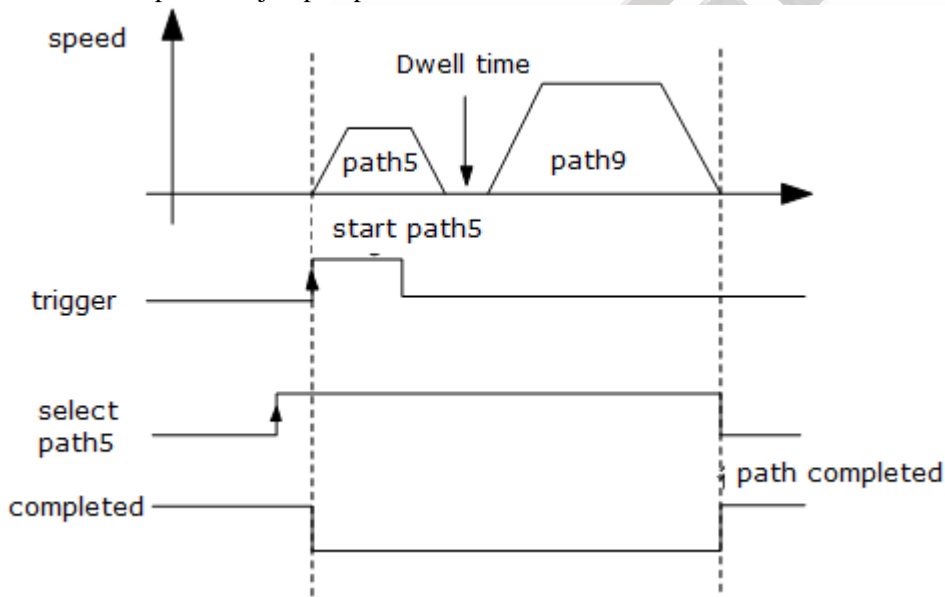 speed
Dwell time
path5
path9
start path5
trigger
select
path5
path completed
completed